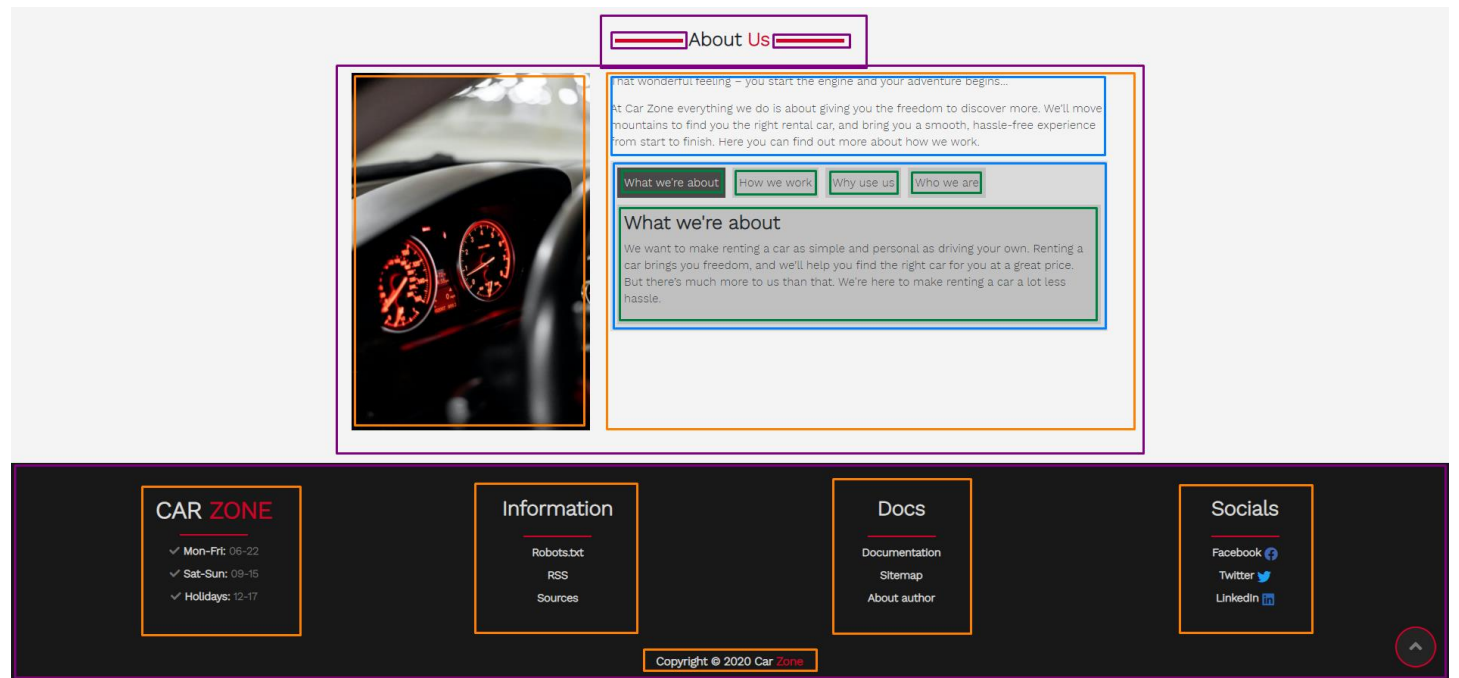 About Us
That wonderful feeling – you start the engine and your adventure begins...
At Car Zone everything we do is about giving you the freedom to discover more. We'll move
mountains to find you the right rental car, and bring you a smooth, hassle-free experience
from start to finish. Here you can find out more about how we work.
What we're about How we work Why use us Who we are
What we're about
We want to make renting a car as simple and personal as driving your own. Renting a
car brings you freedom, and we'll help you find the right car for you at a great price.
But there's much more to us than that. We're here to make renting a car a lot less
hassle.
CAR ZONE
Mon-Fri: 06-22
Sat-Sun: 09-15
Holidays: 12-17
Information
Robots.txt
RSS
Sources
Docs
Documentation
Sitemap
About author
Socials
Facebook
Twitter
LinkedIn
Copyright © 2020 Car Zone